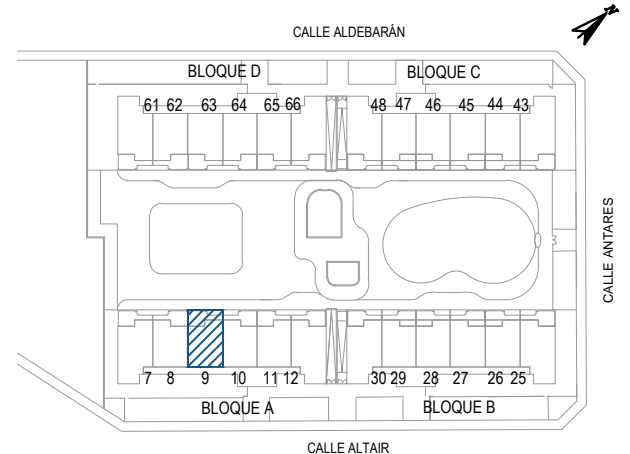 CALLE ALDEBARÁN
BLOQUE D BLOQUE C
61 62 63 64 65 66 48 47 46 45 44 43
CALLE ANTARES
7 8 9 10 11 12 30 29 28 27 26 25
BLOQUE A BLOQUE B
CALLE ALTAIR